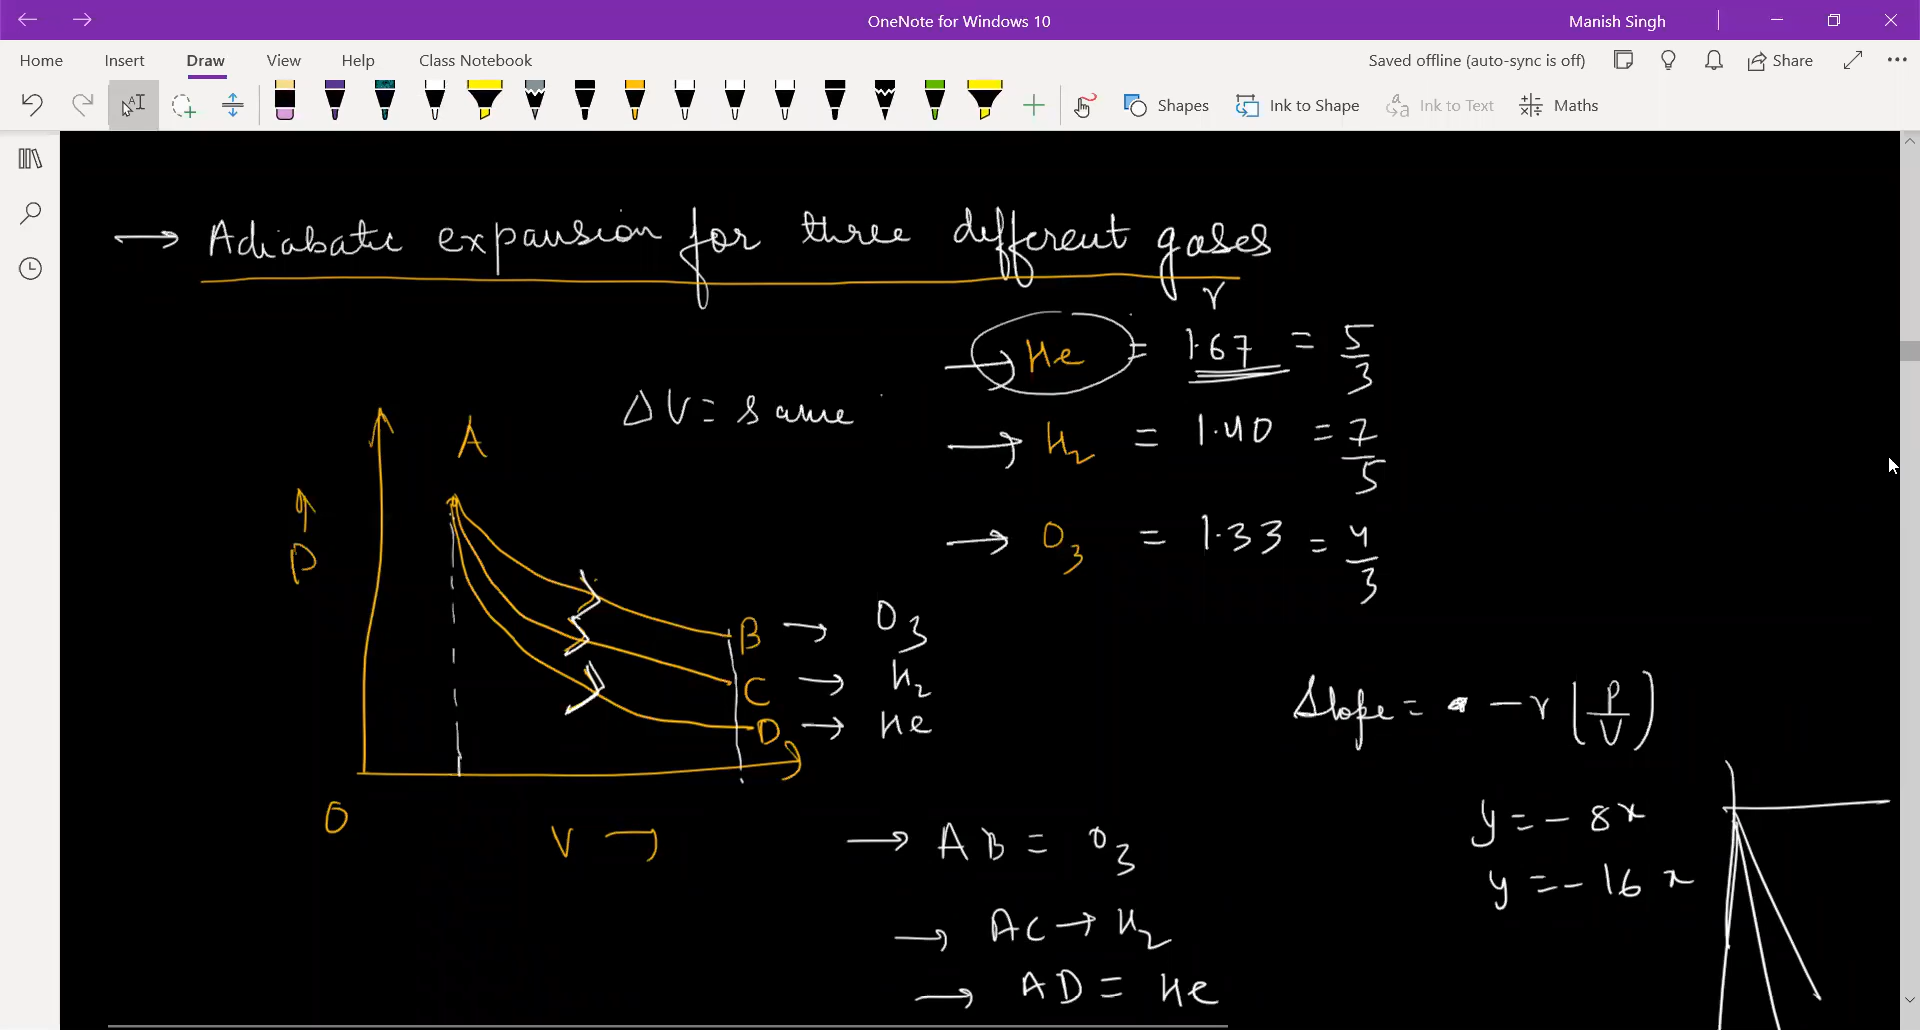 OneNote for Windows 10
Manish Singh
Home Insert Draw View Help Class Notebook
Saved offline (auto-sync is off) Share
Shapes Ink to Shape Ink to Text Maths
→ Adiabatic expansion for three different gases
γ
→ He = 1.67 = 5/3
ΔV = same
→ H₂ = 1.40 = 7/5
→ O₃ = 1.33 = 4/3
A
↑ P
B → O₃
C → H₂
D → He
O
V →
Slope = - γ (P/V)
y = - 8x
y = - 16x
→ AB = O₃
→ AC → H₂
→ AD = He